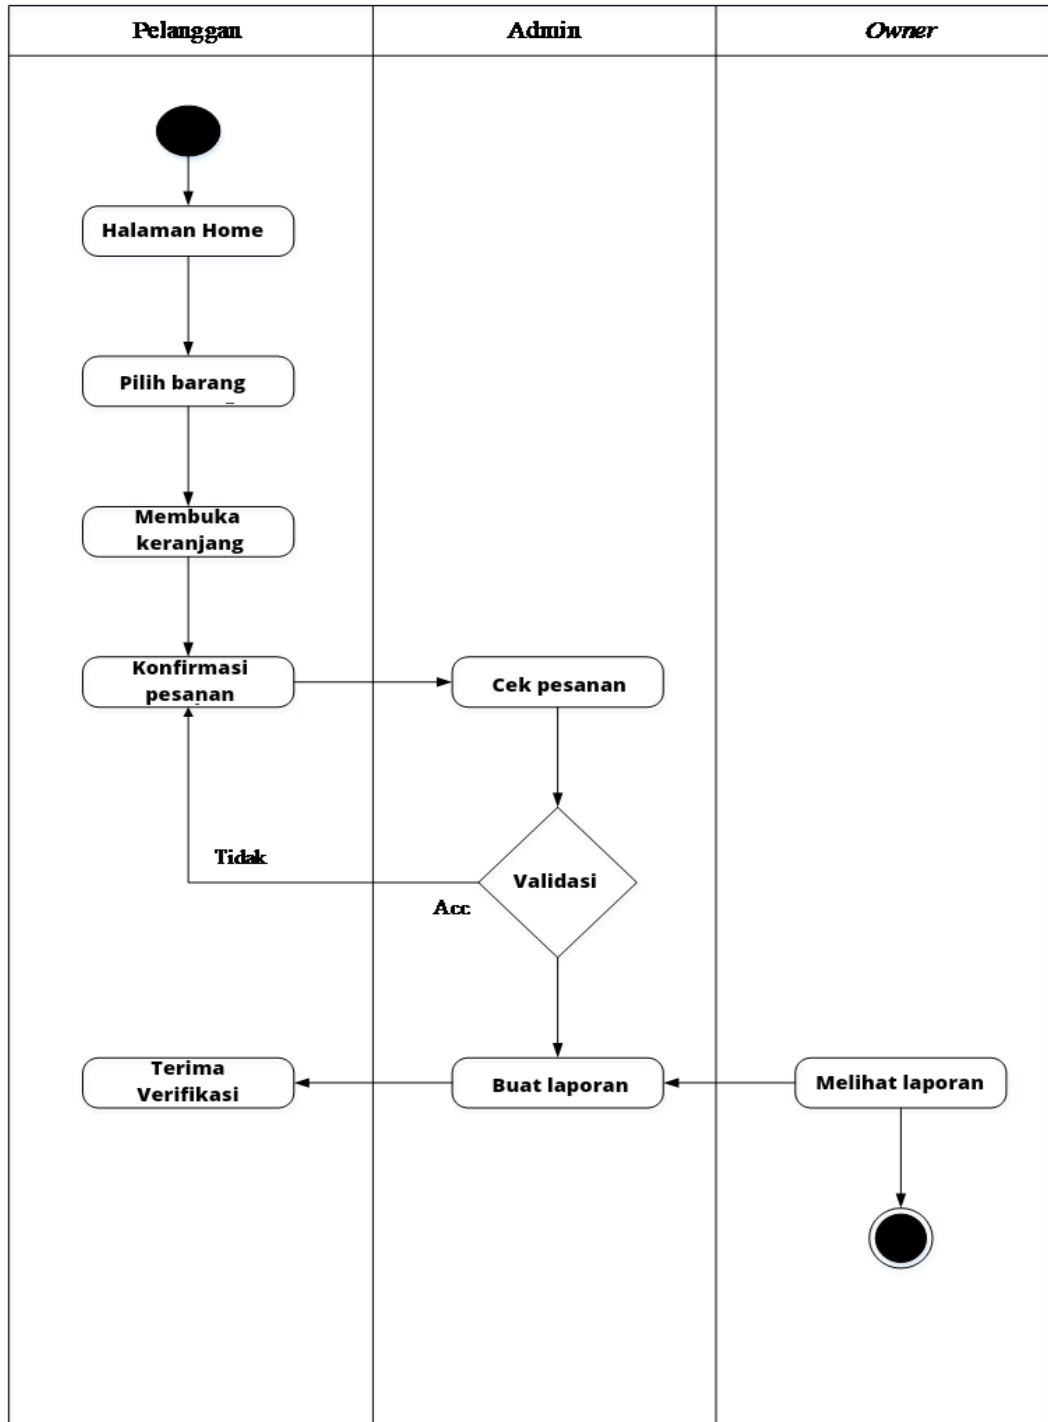 Pelanggan
Admin
Owner
Halaman Home
Pilih barang
Membuka
keranjang
Konfirmasi
pesanan
Cek pesanan
Tidak
Validasi
Acc
Terima
Verifikasi
Buat laporan
Melihat laporan